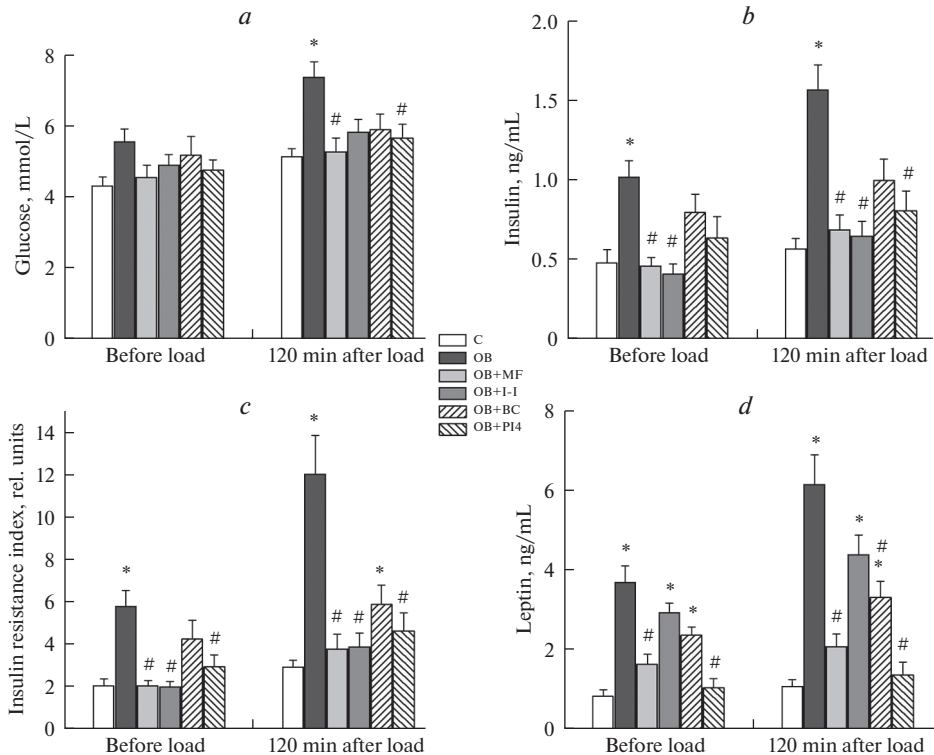 a
Glucose, mmol/L
8
6
4
2
0
*
#
#
Before load
120 min after load
b
Insulin, ng/mL
2.0
1.5
1.0
0.5
0
*
# #
*
# #
#
Before load
120 min after load
C
OB
OB+MF
OB+I-I
OB+BC
OB+PI4
c
Insulin resistance index, rel. units
14
12
10
8
6
4
2
0
*
# #
#
*
# #
*
#
Before load
120 min after load
d
Leptin, ng/mL
8
6
4
2
0
*
#
*
*
#
*
#
*
#
*
#
Before load
120 min after load